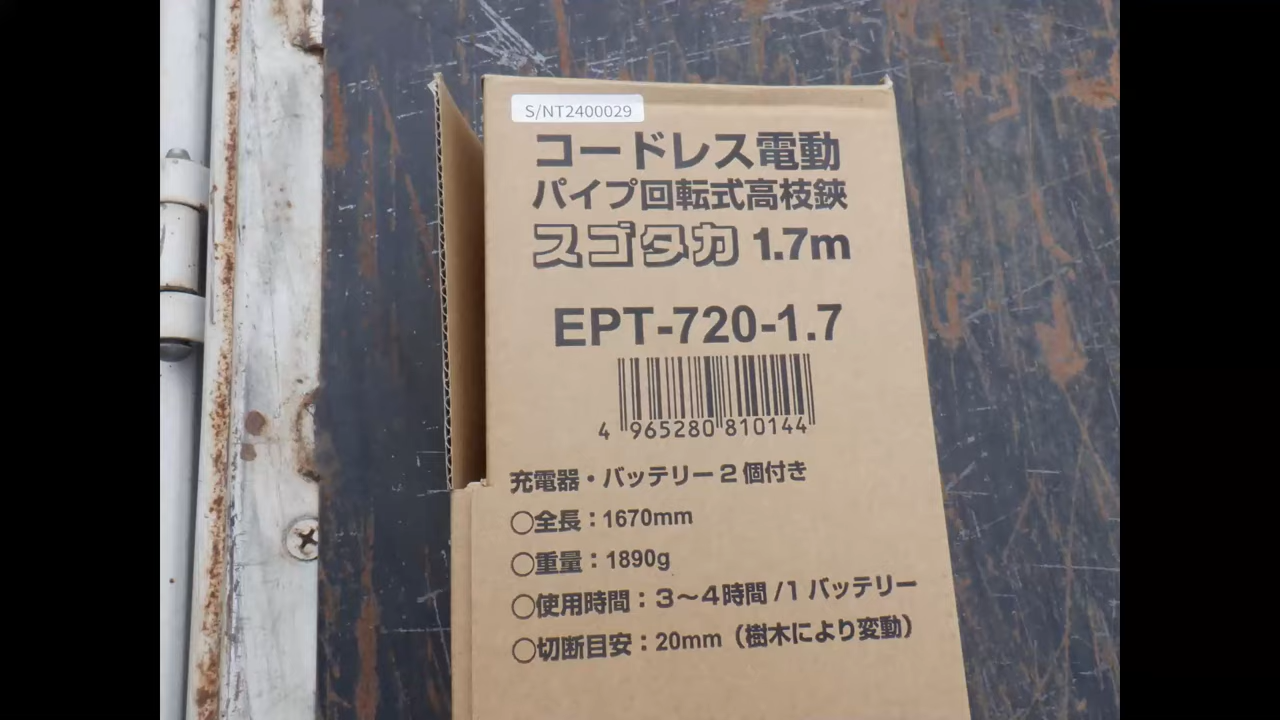 S/NT2400029
コードレス電動
パイプ回転式高枝鋏
スゴタカ 1.7m
EPT-720-1.7
4 965280 810144
充電器・バッテリー2個付き
○全長：1670mm
○重量：1890g
○使用時間：3～4時間 /1 バッテリー
○切断目安：20mm（樹木により変動）